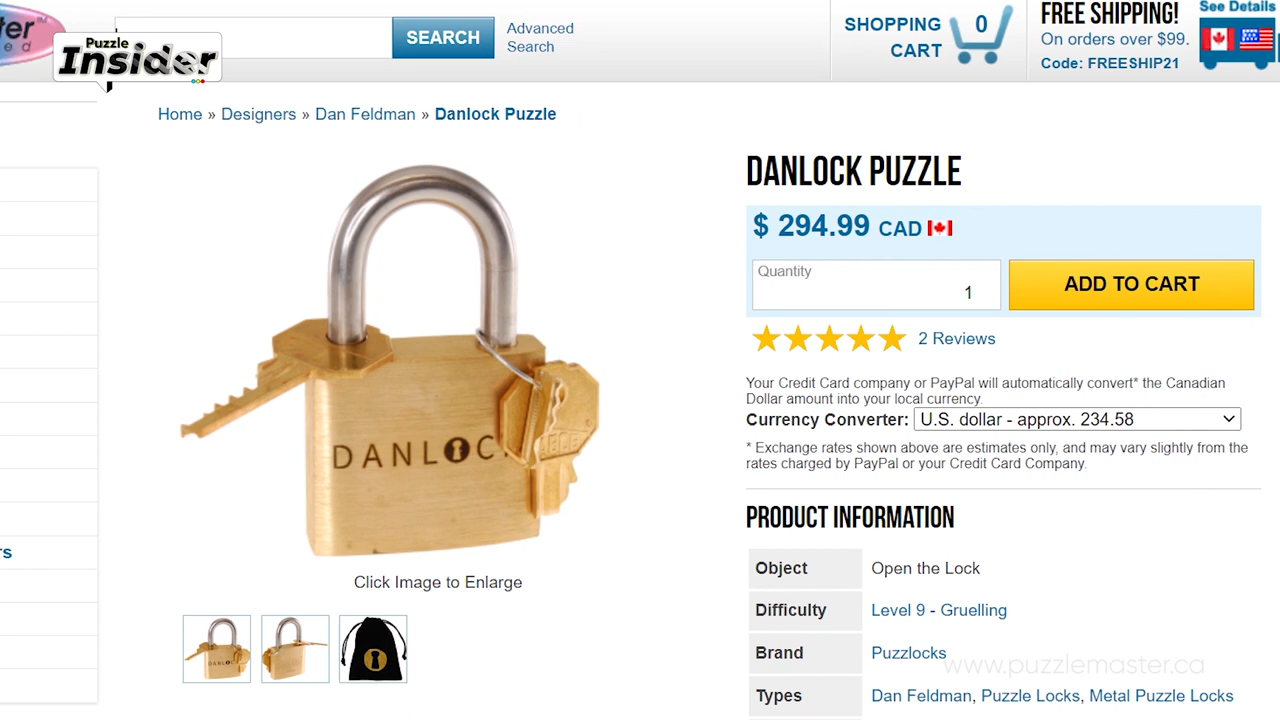 ter
ed
Puzzle
Insider
SEARCH
Advanced
Search
SHOPPING
CART
0
FREE SHIPPING!
On orders over $99.
Code: FREESHIP21
See Details
Home » Designers » Dan Feldman » Danlock Puzzle
DANLOC
DANLOCK PUZZLE
$ 294.99 CAD
Quantity
1
ADD TO CART
2 Reviews
Your Credit Card company or PayPal will automatically convert* the Canadian
Dollar amount into your local currency.
Currency Converter: U.S. dollar - approx. 234.58
* Exchange rates shown above are estimates only, and may vary slightly from the
rates charged by PayPal or your Credit Card Company.
PRODUCT INFORMATION
Object Open the Lock
Difficulty Level 9 - Gruelling
Brand Puzzlocks
Types Dan Feldman, Puzzle Locks, Metal Puzzle Locks
Click Image to Enlarge
rs
www.puzzlemaster.ca